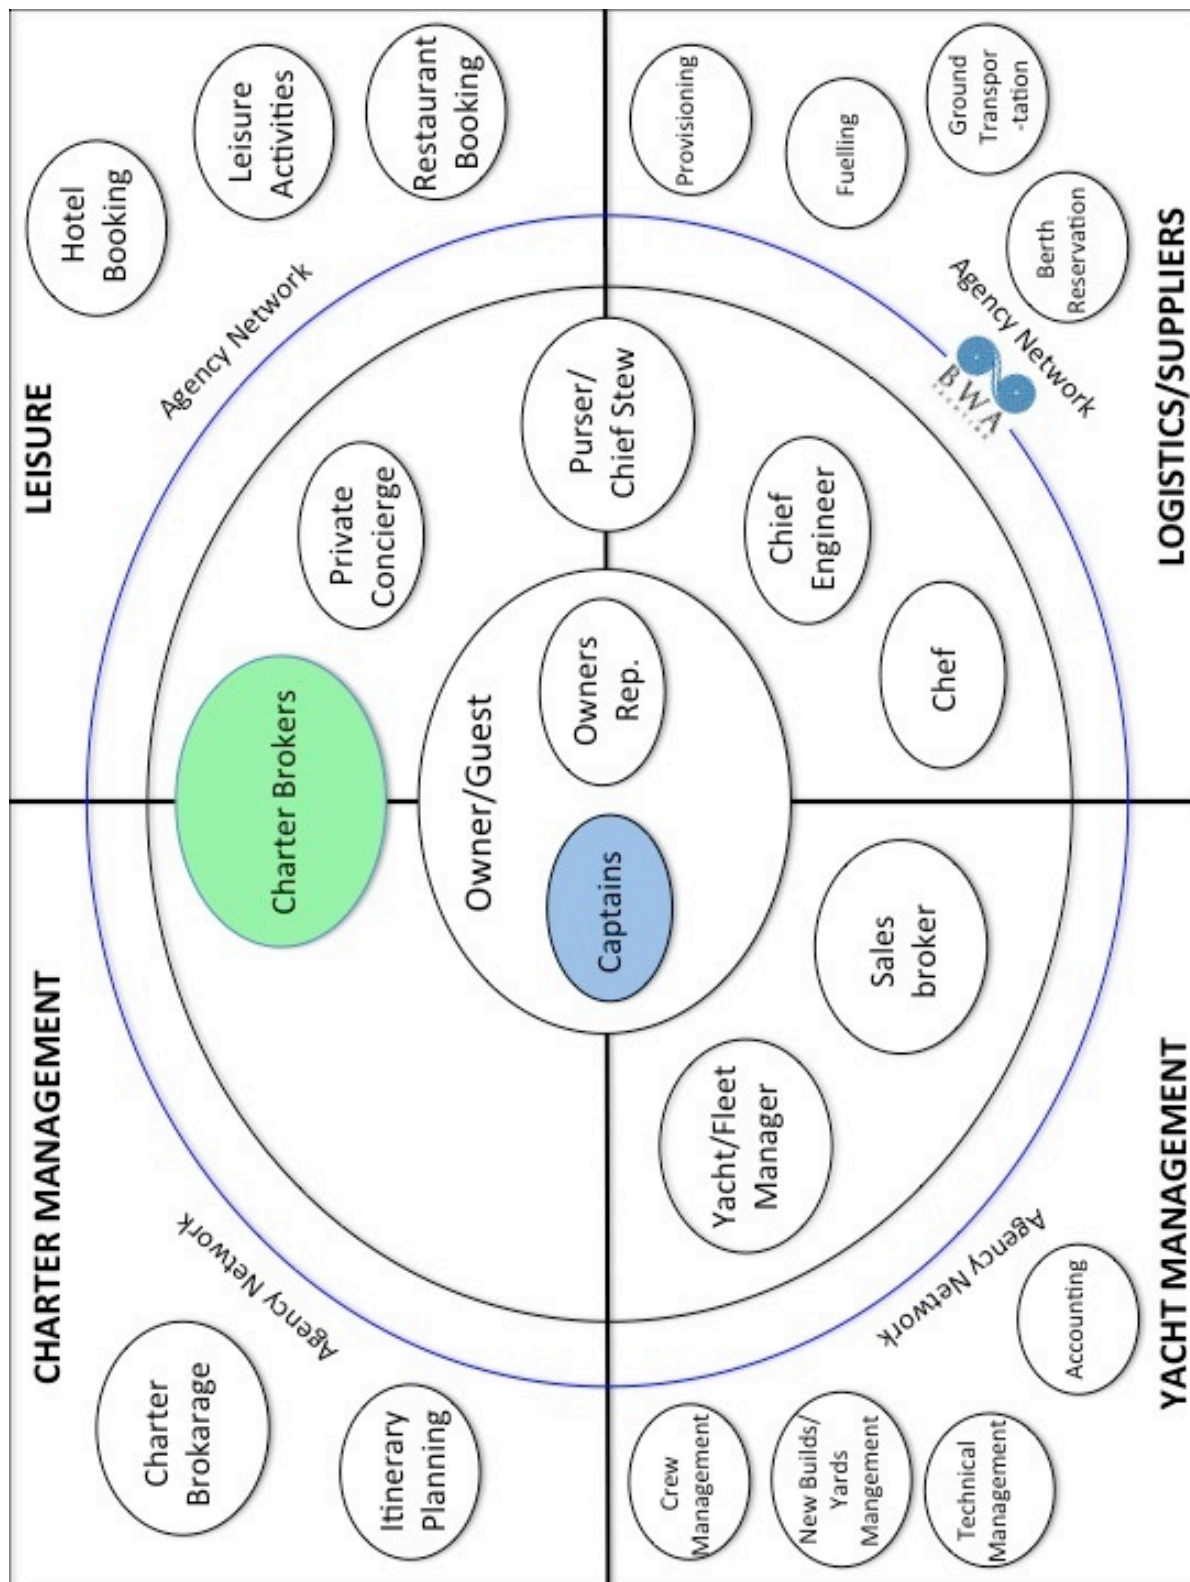 CHARTER MANAGEMENT
LEISURE
Charter
Brokarage
Itinerary
Planning
Agency Network
Charter Brokers
Agency Network
Private
Concierge
Hotel
Booking
Leisure
Activities
Restaurant
Booking
Owner/Guest
Captains
Owners
Rep.
Purser/
Chief Stew
Crew
Management
New Builds/
Yards
Mangement
Technical
Management
Accounting
Agency Network
Yacht/Fleet
Manager
Sales
broker
Chef
Chief
Engineer
BWA
YACHTING
Agency Network
Provisioning
Fuelling
Ground
Transpor
-tation
Berth
Reservation
YACHT MANAGEMENT
LOGISTICS/SUPPLIERS